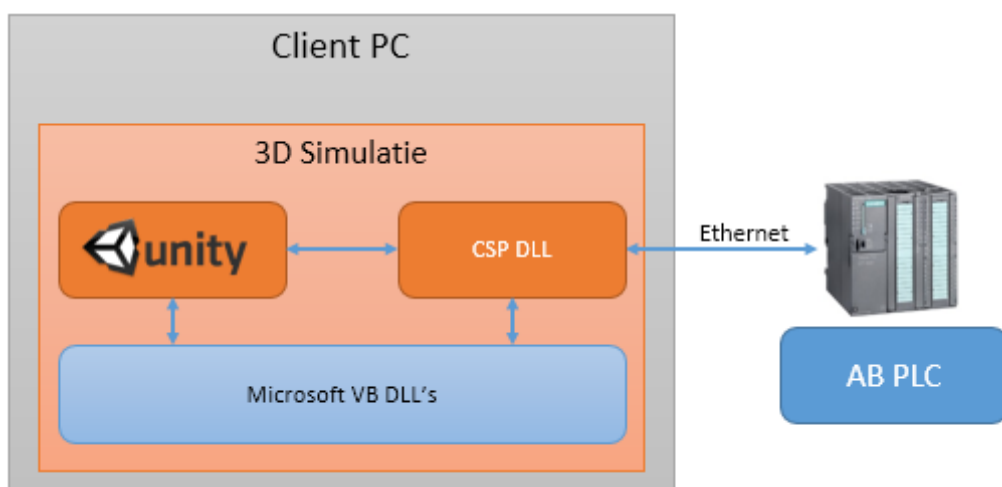 Client PC
3D Simulatie
unity
CSP DLL
Ethernet
Microsoft VB DLL's
AB PLC